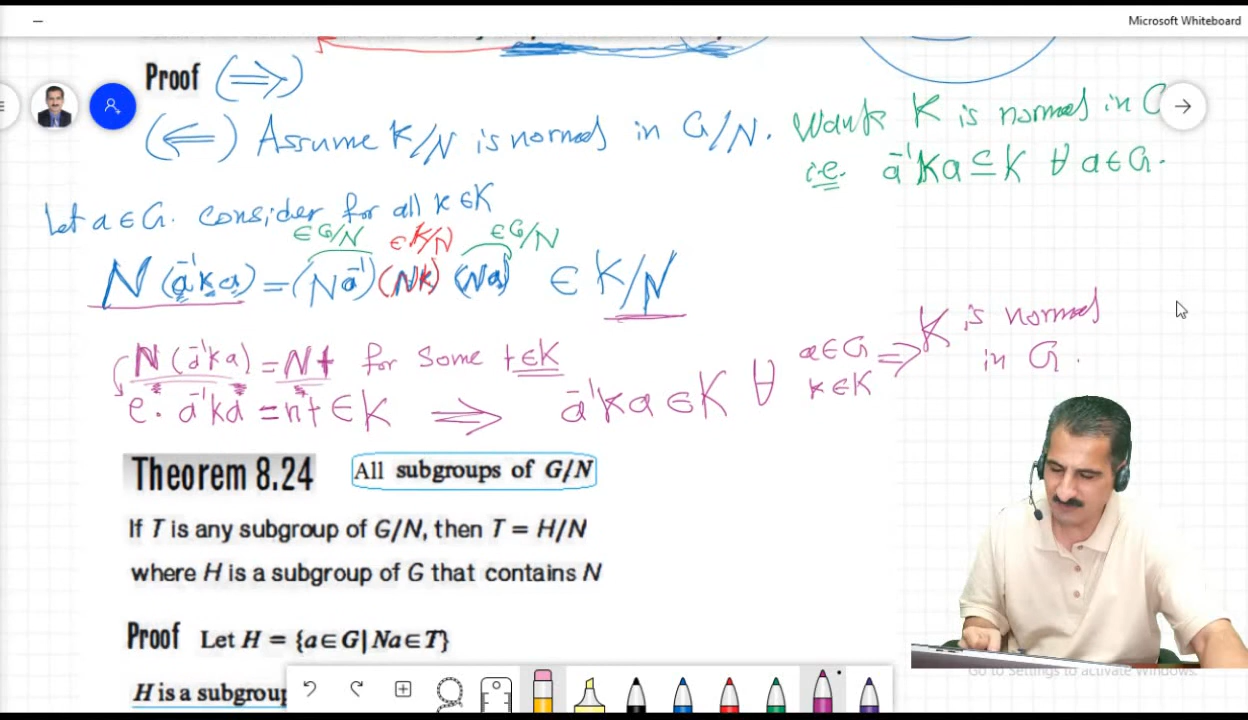 Microsoft Whiteboard
Proof (⇒)
(⇐) Assume K/N is normal in G/N. Want K is normal in G
i.e. a⁻¹Ka ⊆ K ∀ a∈G.
Let a∈G. consider for all k∈K
∈G/N ∈K/N ∈G/N
N(a⁻¹ka) = (Na⁻¹)(Nk)(Na) ∈ K/N
N(a⁻¹ka) = Nt for some t∈K
e. a⁻¹ka = nt ∈ K ⟹ a⁻¹ka ∈ K ∀ a∈G k∈K ⟹ K is normal in G.
Theorem 8.24 All subgroups of G/N
If T is any subgroup of G/N, then T = H/N
where H is a subgroup of G that contains N
Proof Let H = {a∈G| Na∈T}
H is a subgroup
Go to Settings to activate Windows.